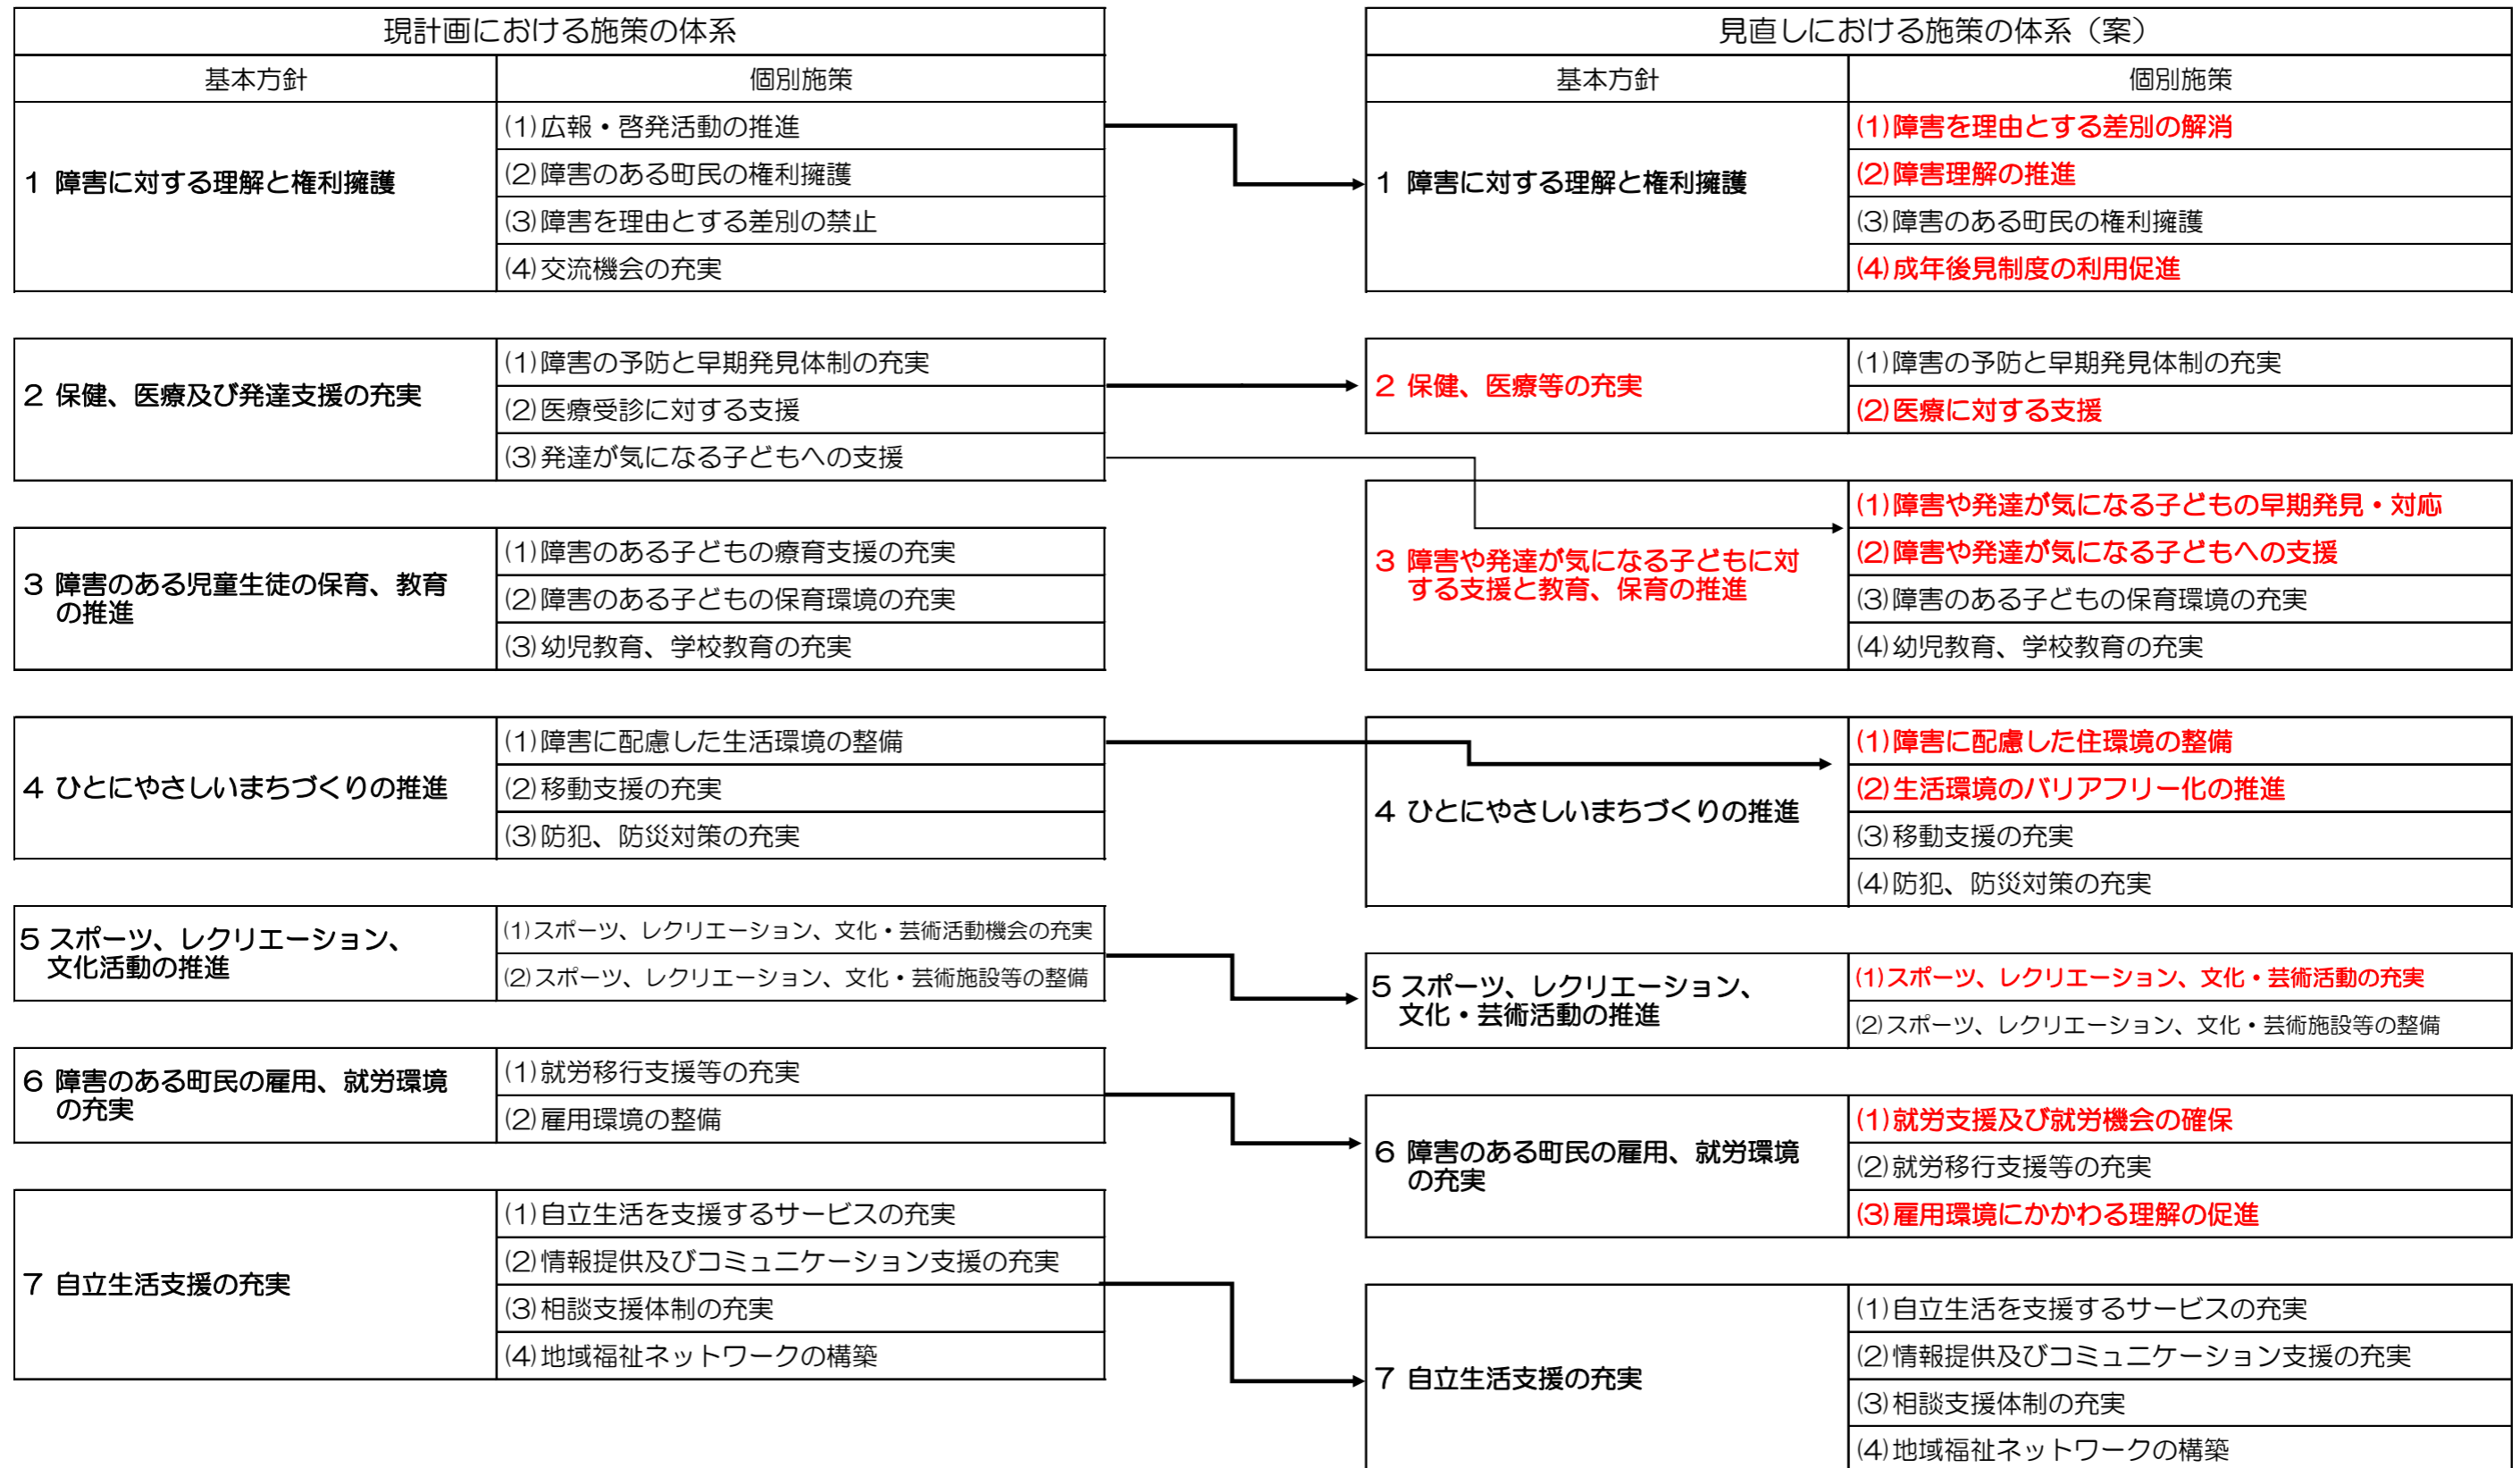 現計画における施策の体系
基本方針
個別施策
1 障害に対する理解と権利擁護
(1)広報・啓発活動の推進
(2)障害のある町民の権利擁護
(3)障害を理由とする差別の禁止
(4)交流機会の充実
2 保健、医療及び発達支援の充実
(1)障害の予防と早期発見体制の充実
(2)医療受診に対する支援
(3)発達が気になる子どもへの支援
3 障害のある児童生徒の保育、教育
の推進
(1)障害のある子どもの療育支援の充実
(2)障害のある子どもの保育環境の充実
(3)幼児教育、学校教育の充実
4 ひとにやさしいまちづくりの推進
(1)障害に配慮した生活環境の整備
(2)移動支援の充実
(3)防犯、防災対策の充実
5 スポーツ、レクリエーション、
文化活動の推進
(1)スポーツ、レクリエーション、文化・芸術活動機会の充実
(2)スポーツ、レクリエーション、文化・芸術施設等の整備
6 障害のある町民の雇用、就労環境
の充実
(1)就労移行支援等の充実
(2)雇用環境の整備
7 自立生活支援の充実
(1)自立生活を支援するサービスの充実
(2)情報提供及びコミュニケーション支援の充実
(3)相談支援体制の充実
(4)地域福祉ネットワークの構築
見直しにおける施策の体系（案）
基本方針
個別施策
1 障害に対する理解と権利擁護
(1)障害を理由とする差別の解消
(2)障害理解の推進
(3)障害のある町民の権利擁護
(4)成年後見制度の利用促進
2 保健、医療等の充実
(1)障害の予防と早期発見体制の充実
(2)医療に対する支援
3 障害や発達が気になる子どもに対
する支援と教育、保育の推進
(1)障害や発達が気になる子どもの早期発見・対応
(2)障害や発達が気になる子どもへの支援
(3)障害のある子どもの保育環境の充実
(4)幼児教育、学校教育の充実
4 ひとにやさしいまちづくりの推進
(1)障害に配慮した住環境の整備
(2)生活環境のバリアフリー化の推進
(3)移動支援の充実
(4)防犯、防災対策の充実
5 スポーツ、レクリエーション、
文化・芸術活動の推進
(1)スポーツ、レクリエーション、文化・芸術活動の充実
(2)スポーツ、レクリエーション、文化・芸術施設等の整備
6 障害のある町民の雇用、就労環境
の充実
(1)就労支援及び就労機会の確保
(2)就労移行支援等の充実
(3)雇用環境にかかわる理解の促進
7 自立生活支援の充実
(1)自立生活を支援するサービスの充実
(2)情報提供及びコミュニケーション支援の充実
(3)相談支援体制の充実
(4)地域福祉ネットワークの構築